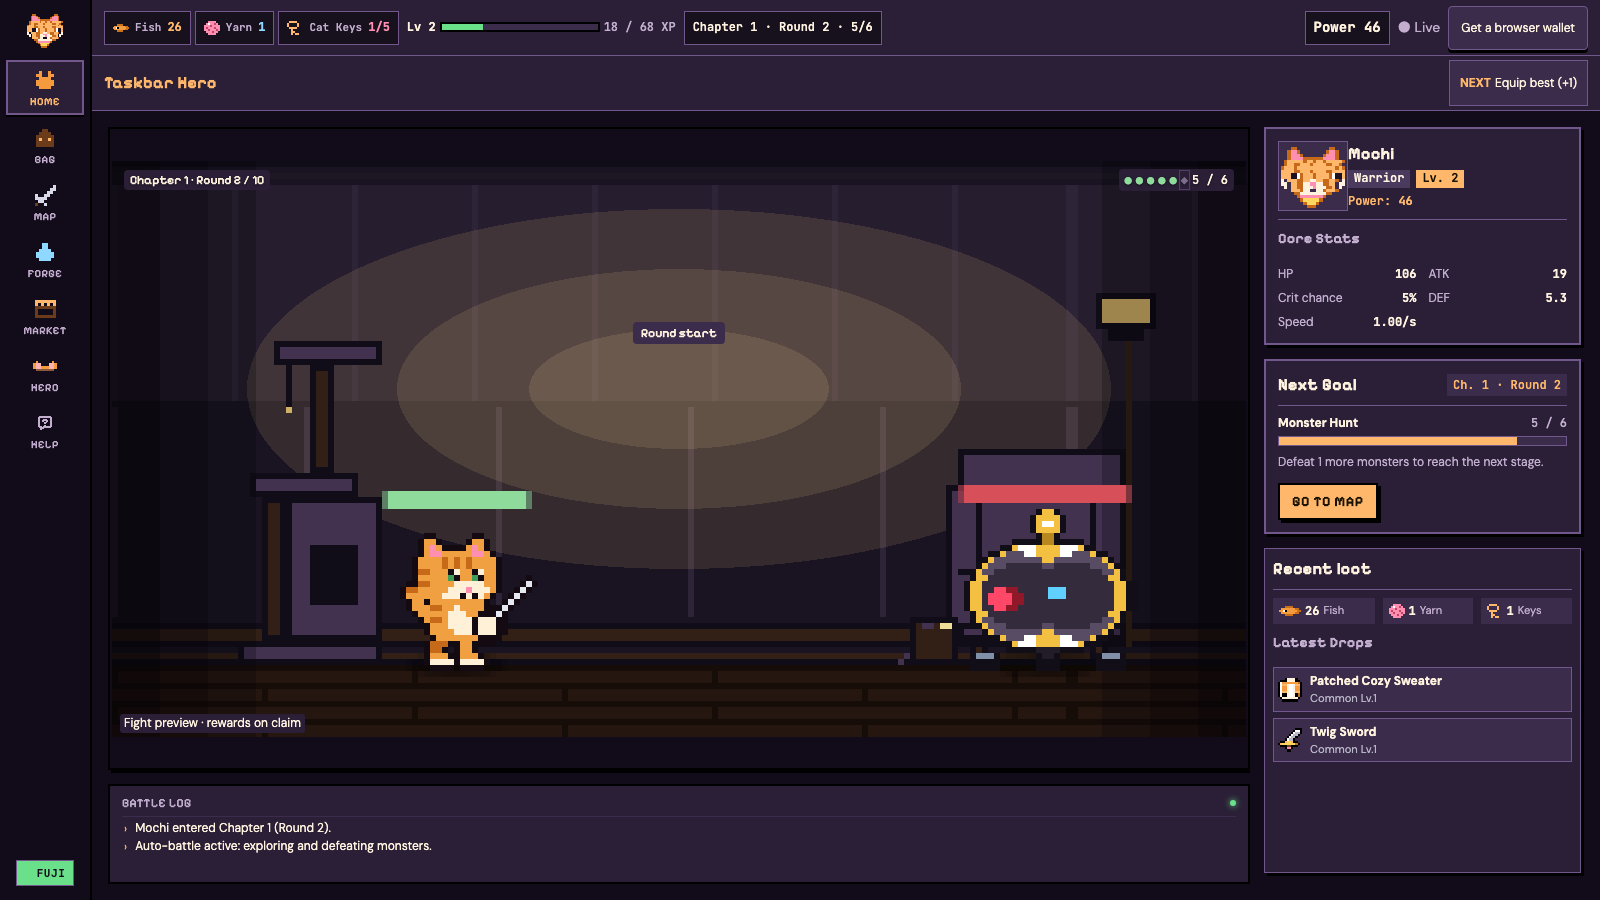 Fish 26
Yarn 1
Cat Keys 1/5
Lv 2
18 / 68 XP
Chapter 1 · Round 2 · 5/6
Power 46
Live
Get a browser wallet
Taskbar Hero
NEXT Equip best (+1)
HOME
BAG
MAP
FORGE
MARKET
HERO
HELP
FUJI
Chapter 1 · Round 2 / 10
5 / 6
Round start
Fight preview · rewards on claim
BATTLE LOG
› Mochi entered Chapter 1 (Round 2).
› Auto-battle active: exploring and defeating monsters.
Mochi
Warrior Lv. 2
Power: 46
Core Stats
HP 106 ATK 19
Crit chance 5% DEF 5.3
Speed 1.00/s
Next Goal Ch. 1 · Round 2
Monster Hunt 5 / 6
Defeat 1 more monsters to reach the next stage.
GO TO MAP
Recent loot
26 Fish 1 Yarn 1 Keys
Latest Drops
Patched Cozy Sweater
Common Lv.1
Twig Sword
Common Lv.1